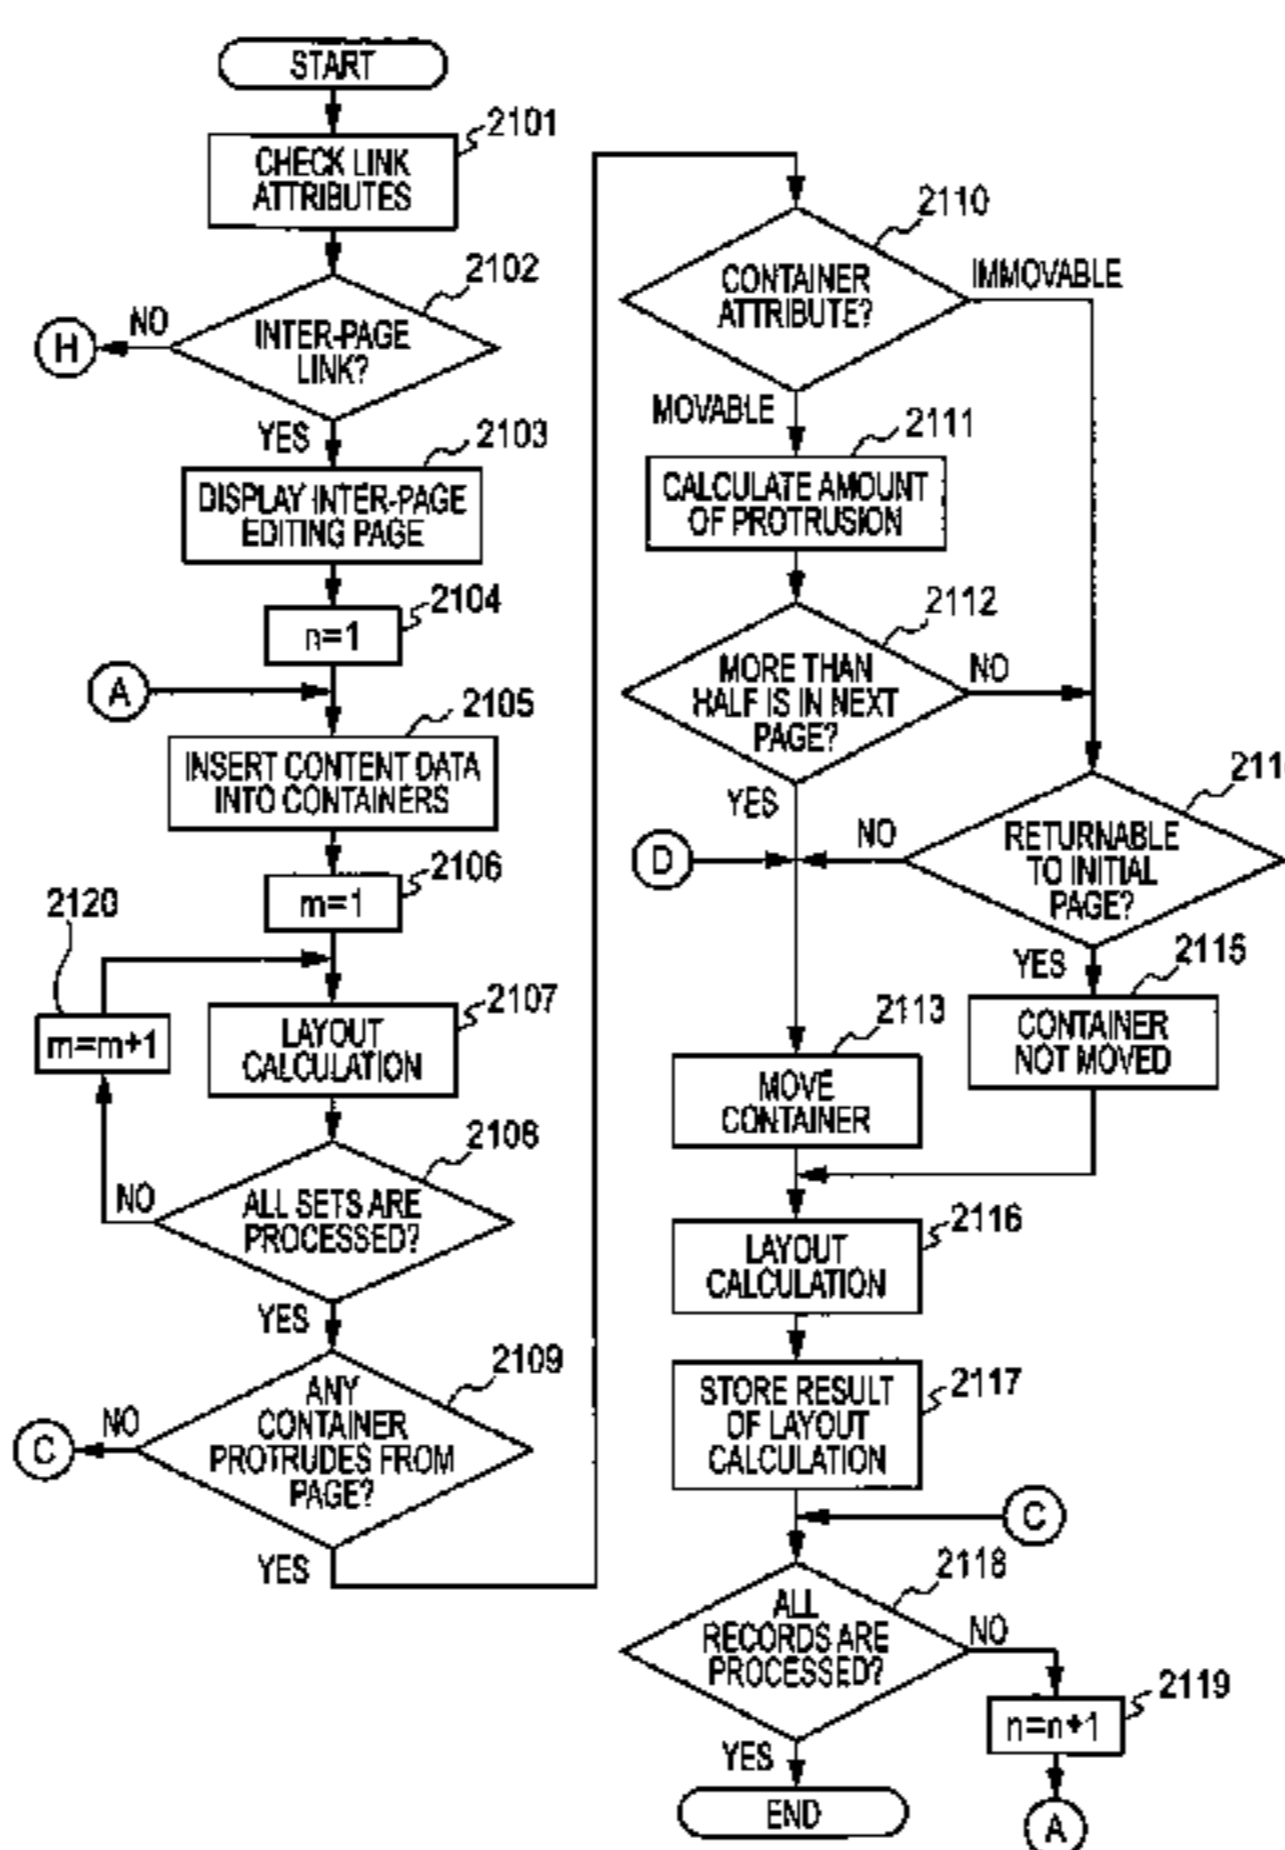 START
2101
CHECK LINK
ATTRIBUTES
2102
INTER-PAGE
LINK?
NO
H
YES
2103
DISPLAY INTER-PAGE
EDITING PAGE
2104
n=1
A
2105
INSERT CONTENT DATA
INTO CONTAINERS
2106
m=1
2120
m=m+1
2107
LAYOUT
CALCULATION
2108
ALL SETS ARE
PROCESSED?
NO
YES
2109
ANY
CONTAINER
PROTRUDES FROM
PAGE?
NO
C
YES
2110
CONTAINER
ATTRIBUTE?
IMMOVABLE
MOVABLE
2111
CALCULATE AMOUNT
OF PROTRUSION
2112
MORE THAN
HALF IS IN NEXT
PAGE?
NO
YES
D
NO
RETURNABLE
TO INITIAL
PAGE?
YES
2115
CONTAINER
NOT MOVED
2113
MOVE
CONTAINER
2116
LAYOUT
CALCULATION
2117
STORE RESULT
OF LAYOUT
CALCULATION
C
2118
ALL
RECORDS ARE
PROCESSED?
NO
2119
n=n+1
A
YES
END